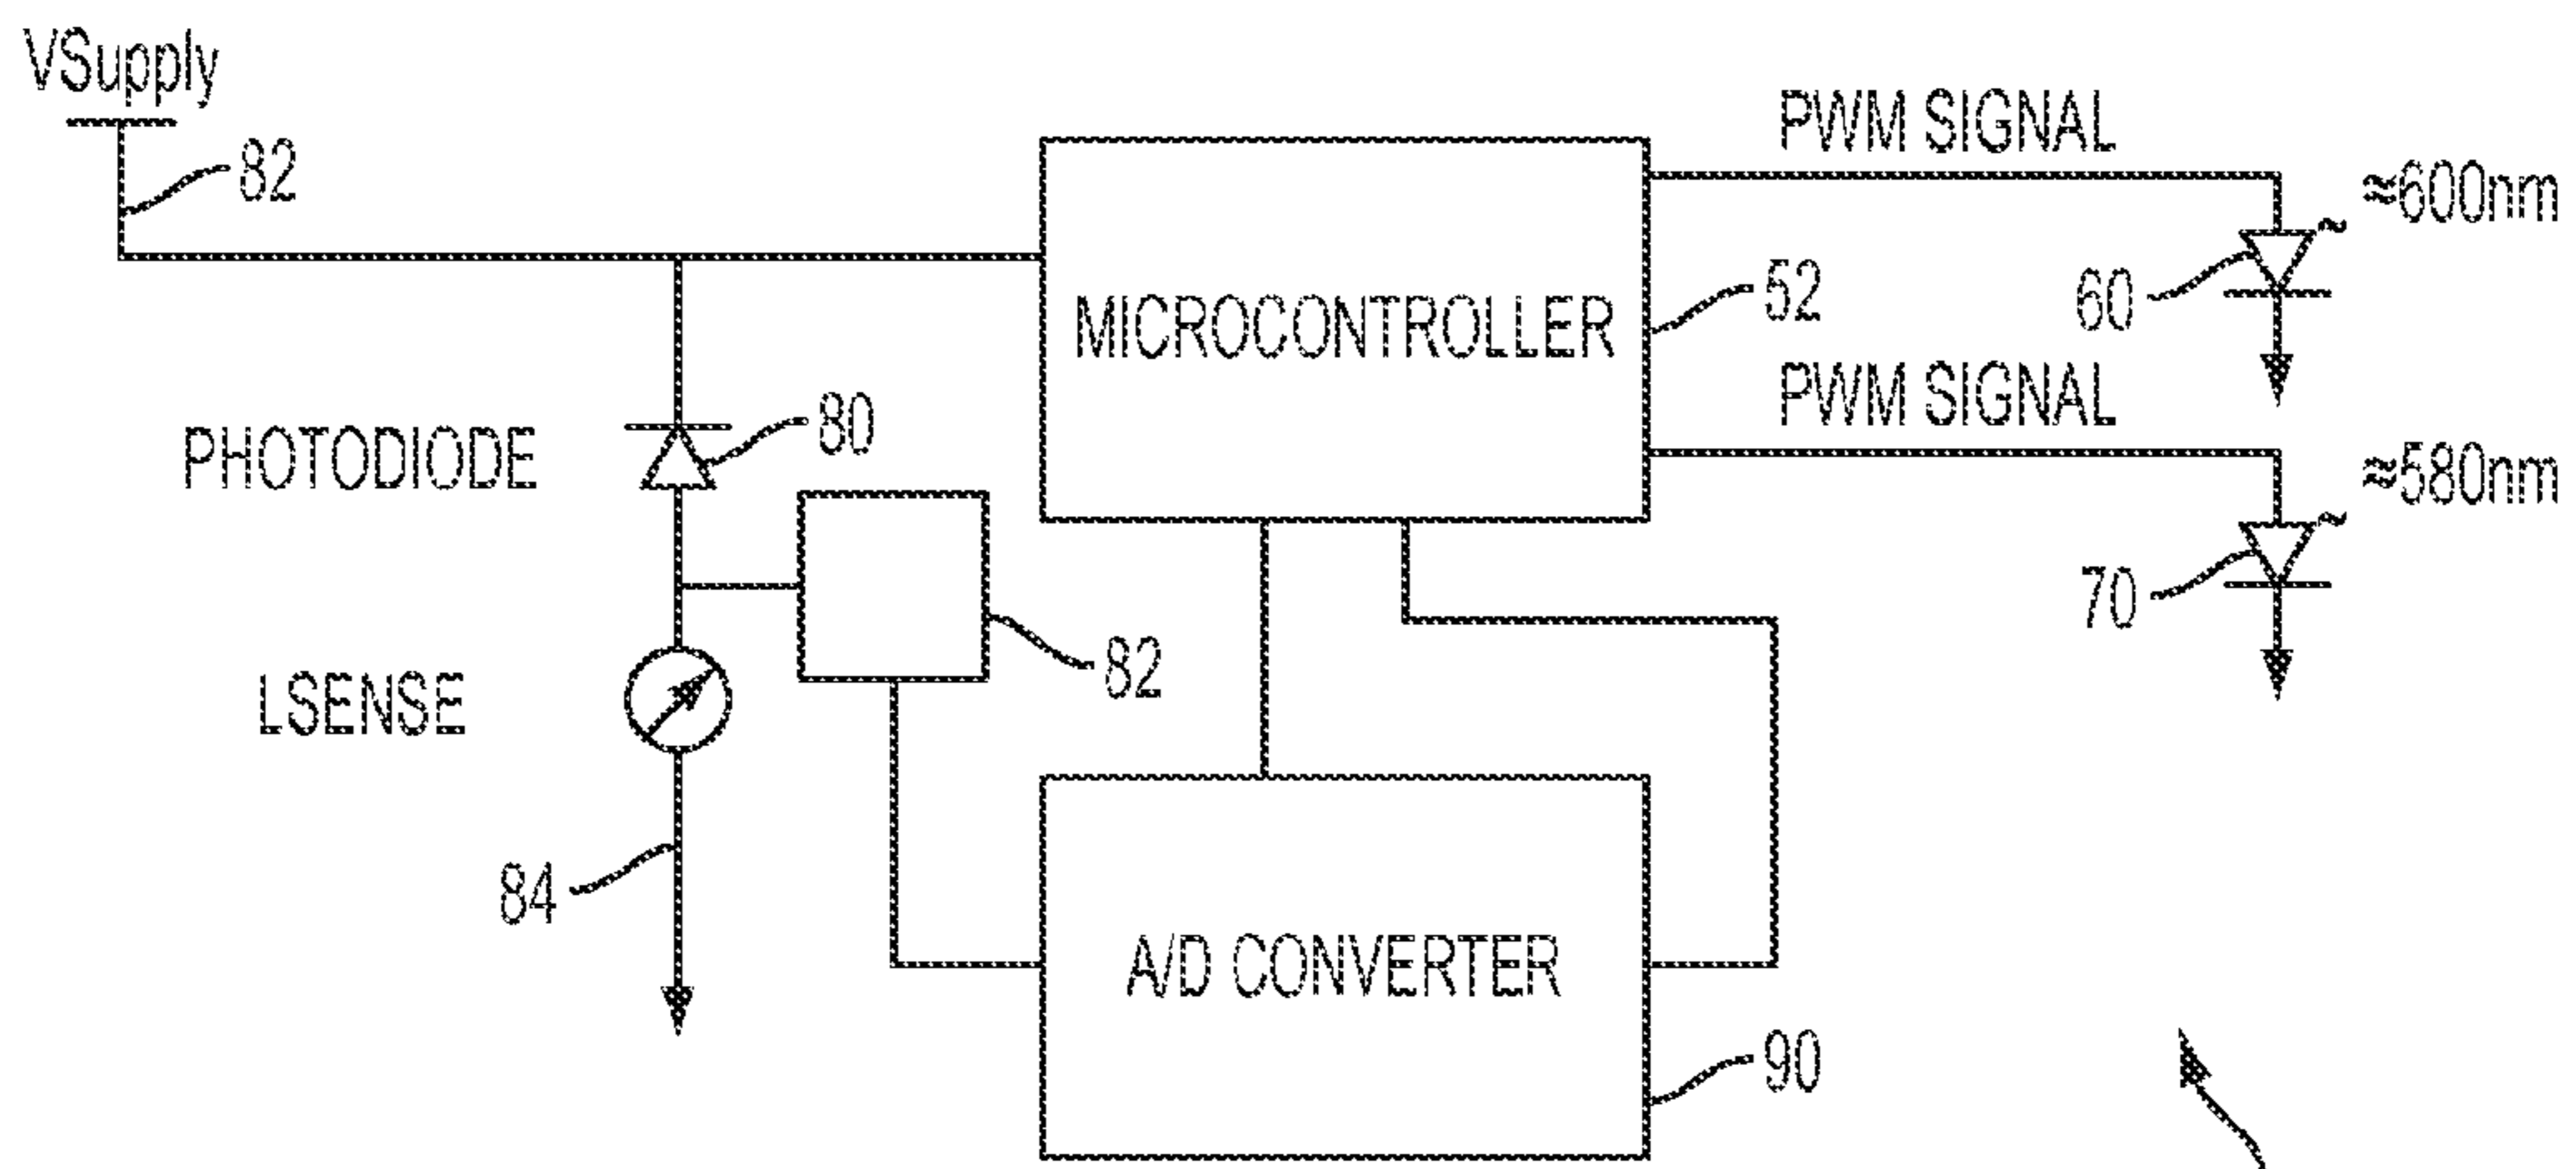 VSupply
82
PWM SIGNAL
≈600nm
60
MICROCONTROLLER
52
PWM SIGNAL
≈580nm
70
PHOTODIODE
80
82
LSENSE
84
A/D CONVERTER
90